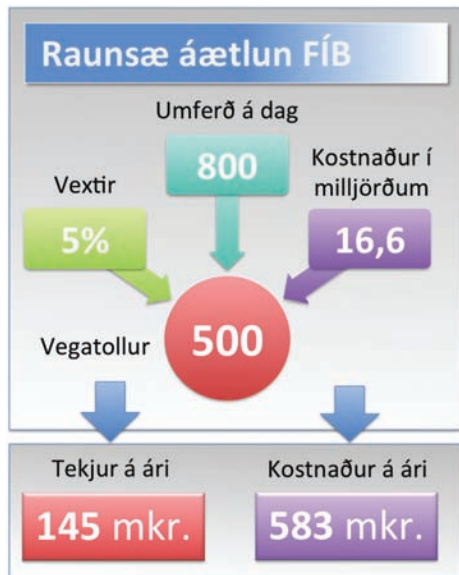 Raunsæ áætlun FÍB
Umferð á dag
800
Kostnaður í
milljörðum
16,6
Vextir
5%
Vegatollur
500
Tekjur á ári
145 mkr.
Kostnaður á ári
583 mkr.